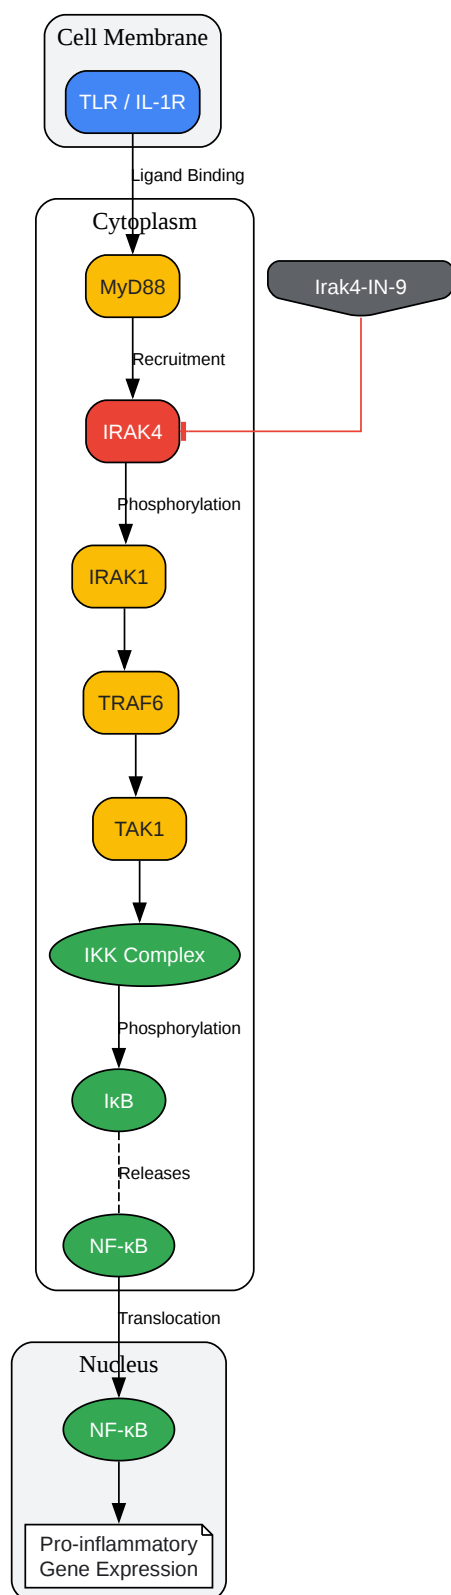 Cell Membrane
TLR / IL-1R
Ligand Binding
Cytoplasm
MyD88
Irak4-IN-9
Recruitment
IRAK4
Phosphorylation
IRAK1
TRAF6
TAK1
IKK Complex
Phosphorylation
IκB
Releases
NF-κB
Translocation
Nucleus
NF-κB
Pro-inflammatory
Gene Expression